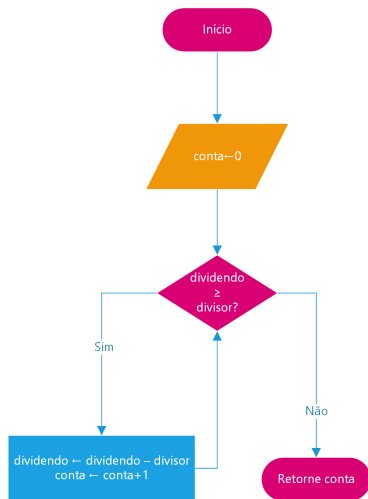 Início
conta←0
dividendo
≥
divisor?
Sim
Não
dividendo ← dividendo – divisor
conta ← conta+1
Retorne conta